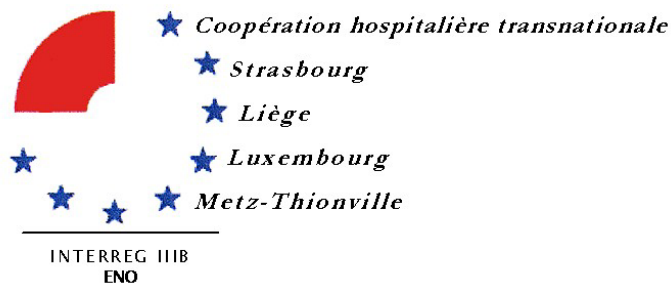 Coopération hospitalière transnationale
Strasbourg
Liège
Luxembourg
Metz-Thionville
INTERREG IIIB
ENO